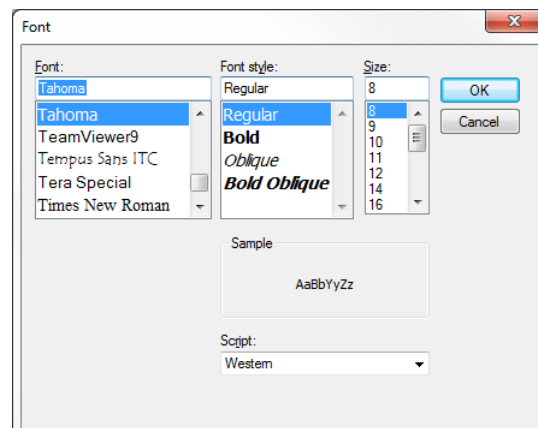 Font
Font:
Font style:
Size:
Tahoma
Regular
8
OK
Tahoma
TeamViewer9
Tempus Sans ITC
Tera Special
Times New Roman
Regular
Bold
Oblique
Bold Oblique
8
9
10
11
12
14
16
Cancel
Sample
AaBbYyZz
Script:
Western